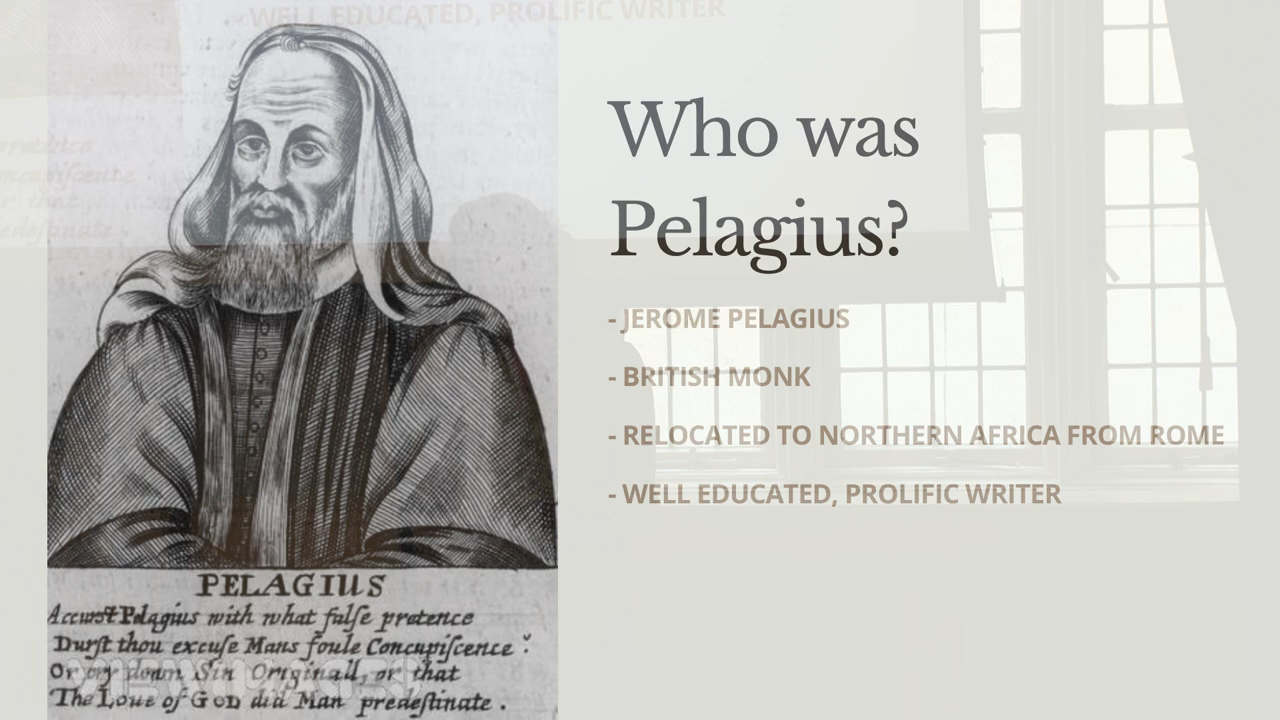 - WELL EDUCATED, PROLIFIC WRITER
Who was
Pelagius?
- JEROME PELAGIUS
- BRITISH MONK
- RELOCATED TO NORTHERN AFRICA FROM ROME
- WELL EDUCATED, PROLIFIC WRITER
PELAGIUS
Accurst Pelagius with what false pretence
Durst thou excuse Mans foule Concupiscence
Or cry down Sin Originall, or that
The Loue of GOD did Man predestinate .